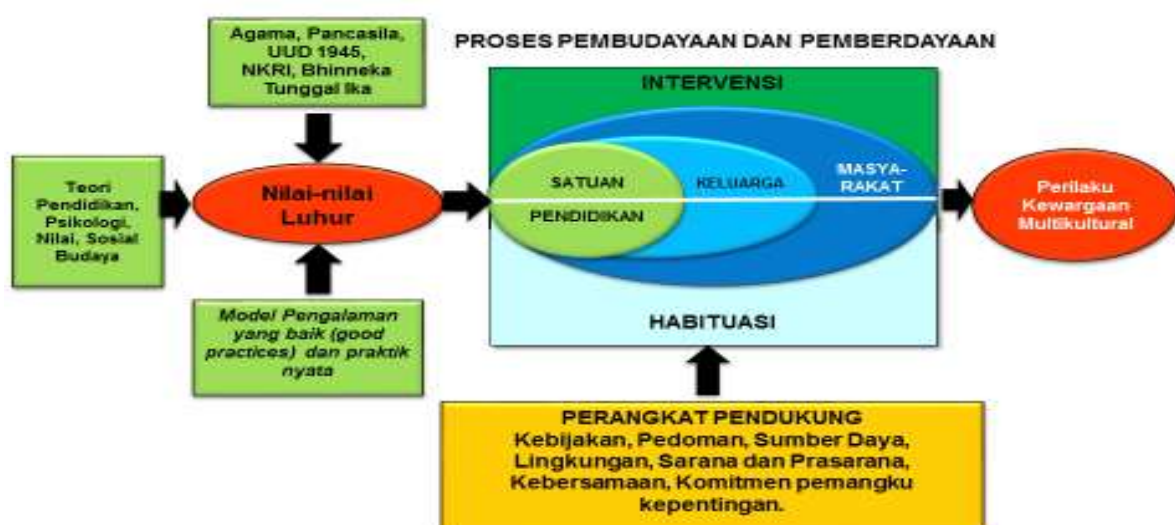 Agama, Pancasila,
UUD 1945,
NKRI, Bhinneka
Tunggal Ika
PROSES PEMBUDAYAAN DAN PEMBERDAYAAN
INTERVENSI
Teori
Pendidikan,
Psikologi,
Nilai, Sosial
Budaya
Nilai-nilai
Luhur
SATUAN
PENDIDIKAN
KELUARGA
MASYA-
RAKAT
Perilaku
Kewargaan
Multikultural
Model Pengalaman
yang baik (good
practices) dan praktik
nyata
HABITUASI
PERANGKAT PENDUKUNG
Kebijakan, Pedoman, Sumber Daya,
Lingkungan, Sarana dan Prasarana,
Kebersamaan, Komitmen pemangku
kepentingan.